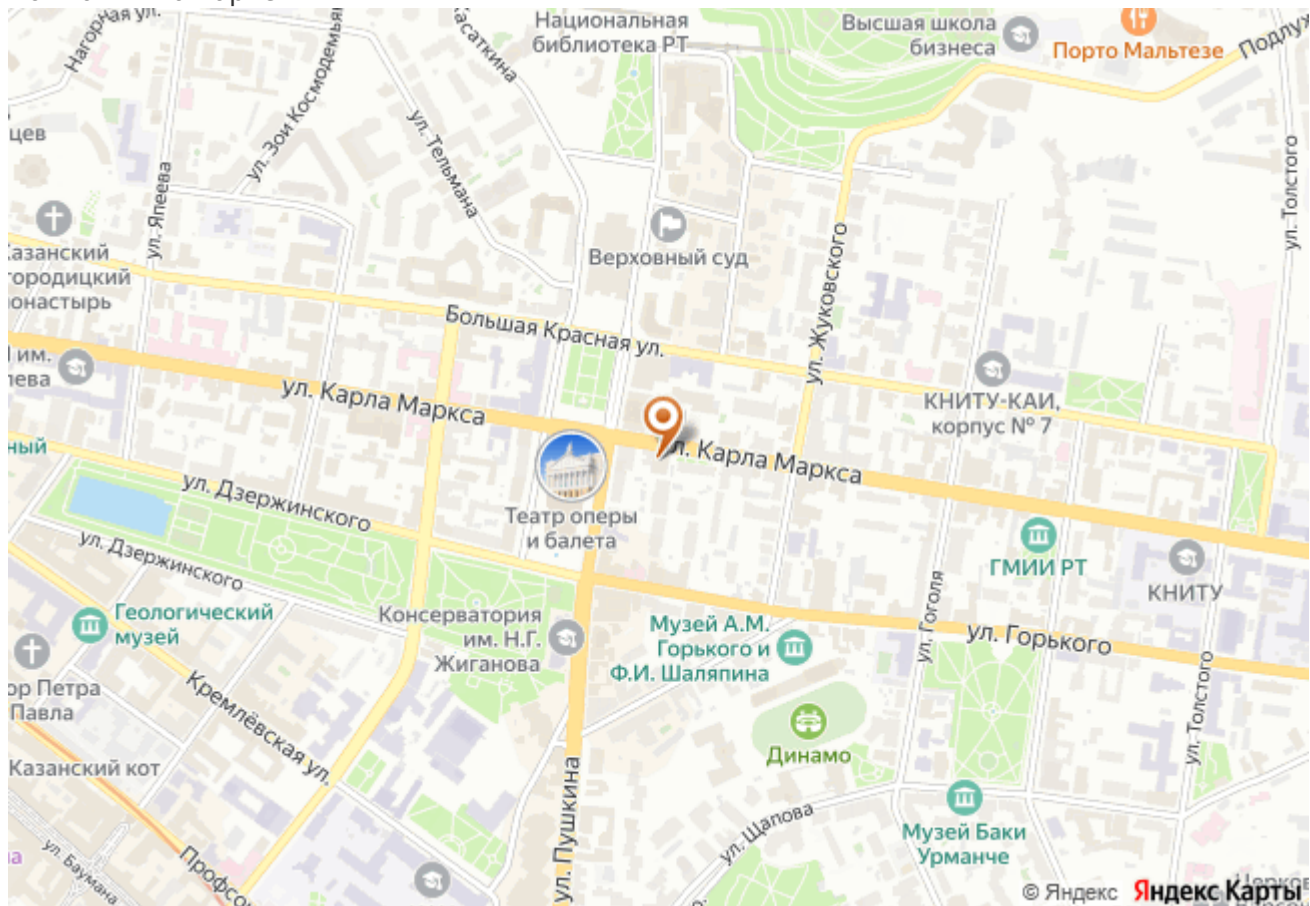 Нагорная ул.
ул. Зои Космодемья
Касаткина
Национальная
библиотека РТ
Высшая школа
бизнеса
Порто Мальтезе
Подлуж
цев
ул. Тельмана
ул. Япеева
ул. Толстого
Казанский
городицкий
монастырь
Верховный суд
ул. Жуковского
Большая Красная ул.
им.
лева
ул. Карла Маркса
КНИТУ-КАИ,
корпус № 7
ный
ул. Карла Маркса
ул. Дзержинского
Театр оперы
и балета
ул. Дзержинского
ГМИИ РТ
КНИТУ
Геологический
музей
Консерватория
им. Н.Г.
Жиганова
Музей А.М.
Горького и
Ф.И. Шаляпина
ул. Гоголя
ул. Горького
ор Петра
Павла
Кремлёвская ул.
ул. Толстого
Динамо
Казанский кот
ул. Пушкина
ул. Щапова
Музей Баки
Урманче
ул. Баумана
Профсо
© Яндекс Яндекс Карты